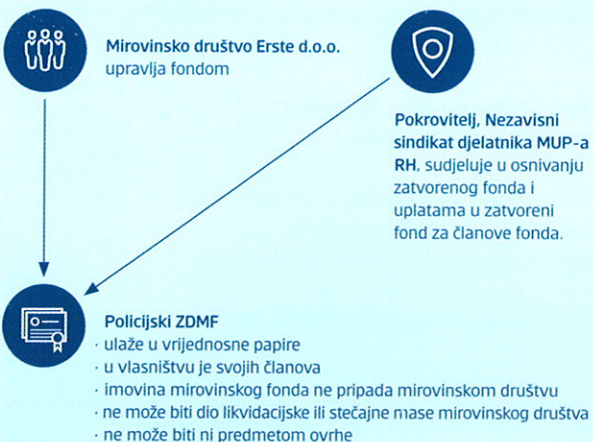 Mirovinsko društvo Erste d.o.o.
upravlja fondom
Pokrovitelj, Nezavisni
sindikat djelatnika MUP-a
RH, sudjeluje u osnivanju
zatvorenog fonda i
uplatama u zatvoreni
fond za članove fonda.
Policijski ZDMF
· ulaže u vrijednosne papire
· u vlasništvu je svojih članova
· imovina mirovinskog fonda ne pripada mirovinskom društvu
· ne može biti dio likvidacijske ili stečajne mase mirovinskog društva
· ne može biti ni predmetom ovrhe